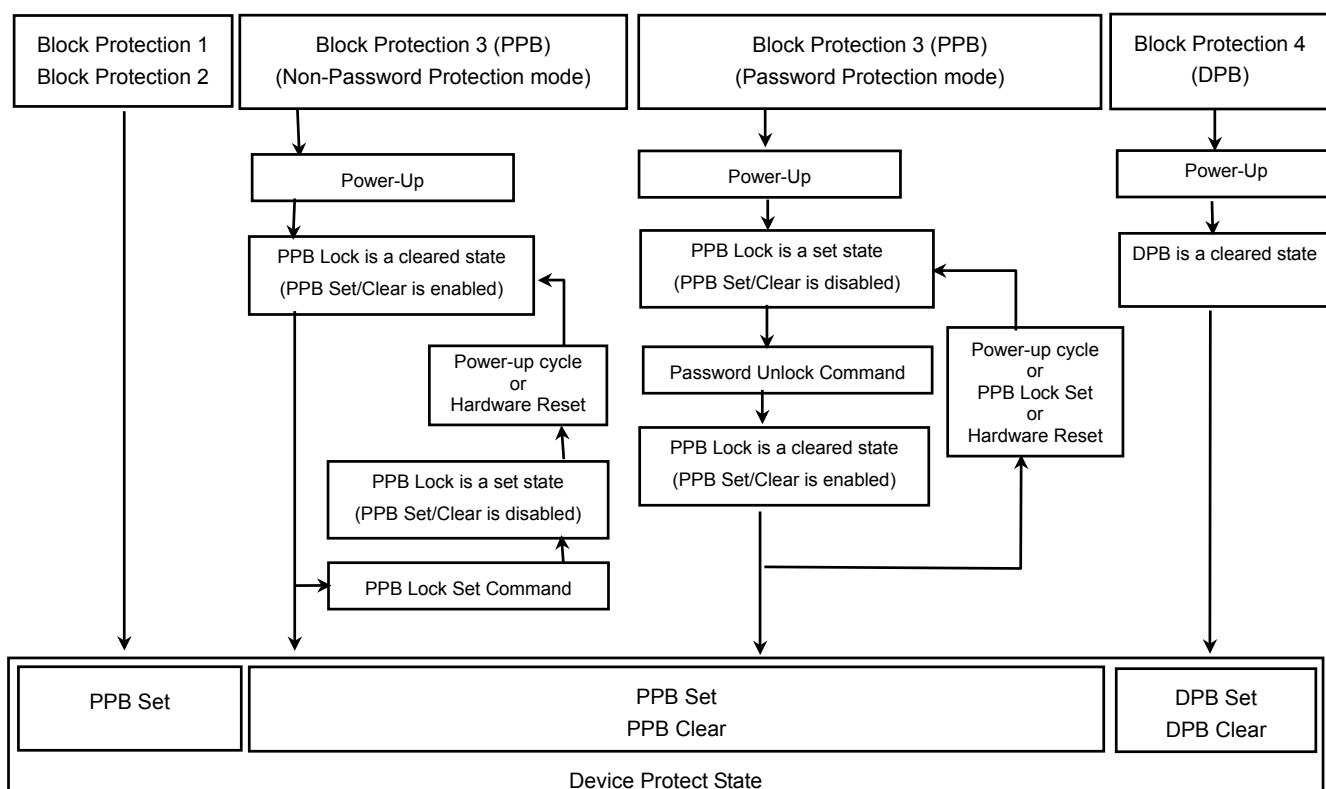 Block Protection 1
Block Protection 2
Block Protection 3 (PPB)
(Non-Password Protection mode)
Block Protection 3 (PPB)
(Password Protection mode)
Block Protection 4
(DPB)
Power-Up
Power-Up
Power-Up
PPB Lock is a cleared state
(PPB Set/Clear is enabled)
PPB Lock is a set state
(PPB Set/Clear is disabled)
DPB is a cleared state
Power-up cycle
or
Hardware Reset
Password Unlock Command
Power-up cycle
or
PPB Lock Set
or
Hardware Reset
PPB Lock is a set state
(PPB Set/Clear is disabled)
PPB Lock is a cleared state
(PPB Set/Clear is enabled)
PPB Lock Set Command
PPB Set
PPB Set
PPB Clear
DPB Set
DPB Clear
Device Protect State